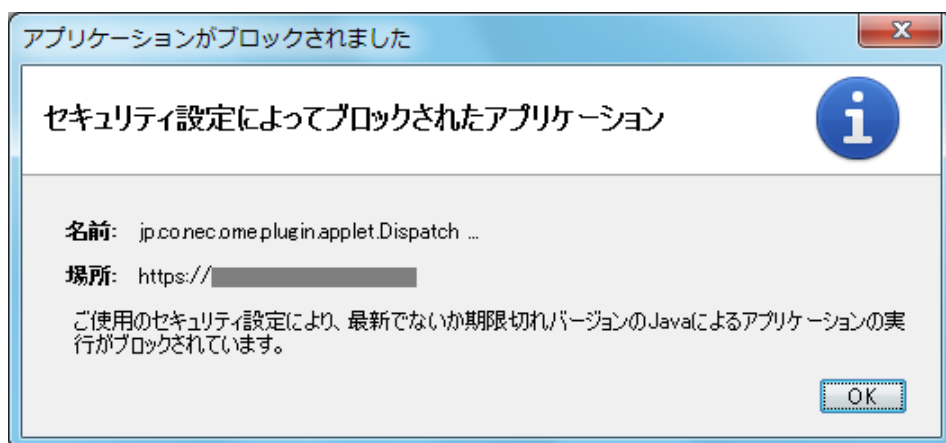 アプリケーションがブロックされました
セキュリティ設定によってブロックされたアプリケーション
名前: jp.co.nec.ome.plugin.applet.Dispatch ...
場所: https://
ご使用のセキュリティ設定により、最新でないか期限切れバージョンのJavaによるアプリケーションの実
行がブロックされています。
OK